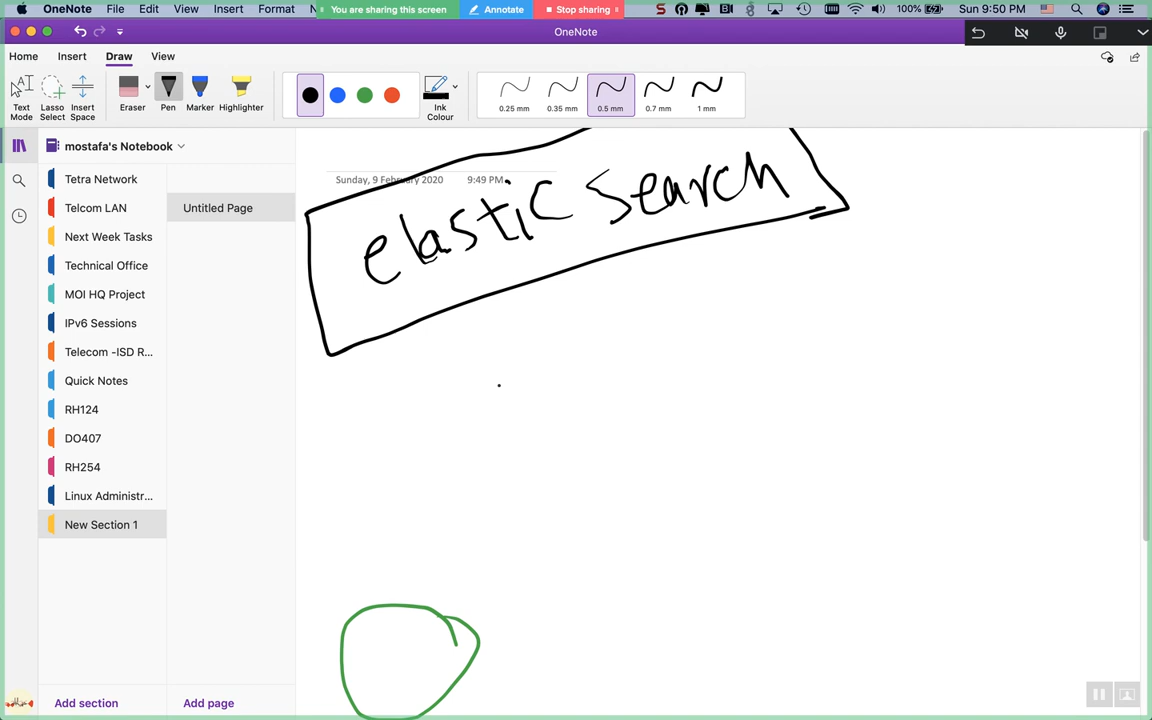 OneNote File Edit View Insert Format You are sharing this screen Annotate Stop sharing 100% Sun 9:50 PM
OneNote
Home Insert Draw View
Text Mode
Lasso Select
Insert Space
Eraser
Pen
Marker
Highlighter
Ink Colour
0.25 mm
0.35 mm
0.5 mm
0.7 mm
1 mm
mostafa's Notebook
Tetra Network
Telcom LAN
Next Week Tasks
Technical Office
MOI HQ Project
IPv6 Sessions
Telecom -ISD R...
Quick Notes
RH124
DO407
RH254
Linux Administr...
New Section 1
Add section
Untitled Page
Add page
Sunday, 9 February 2020 9:49 PM
elastic search